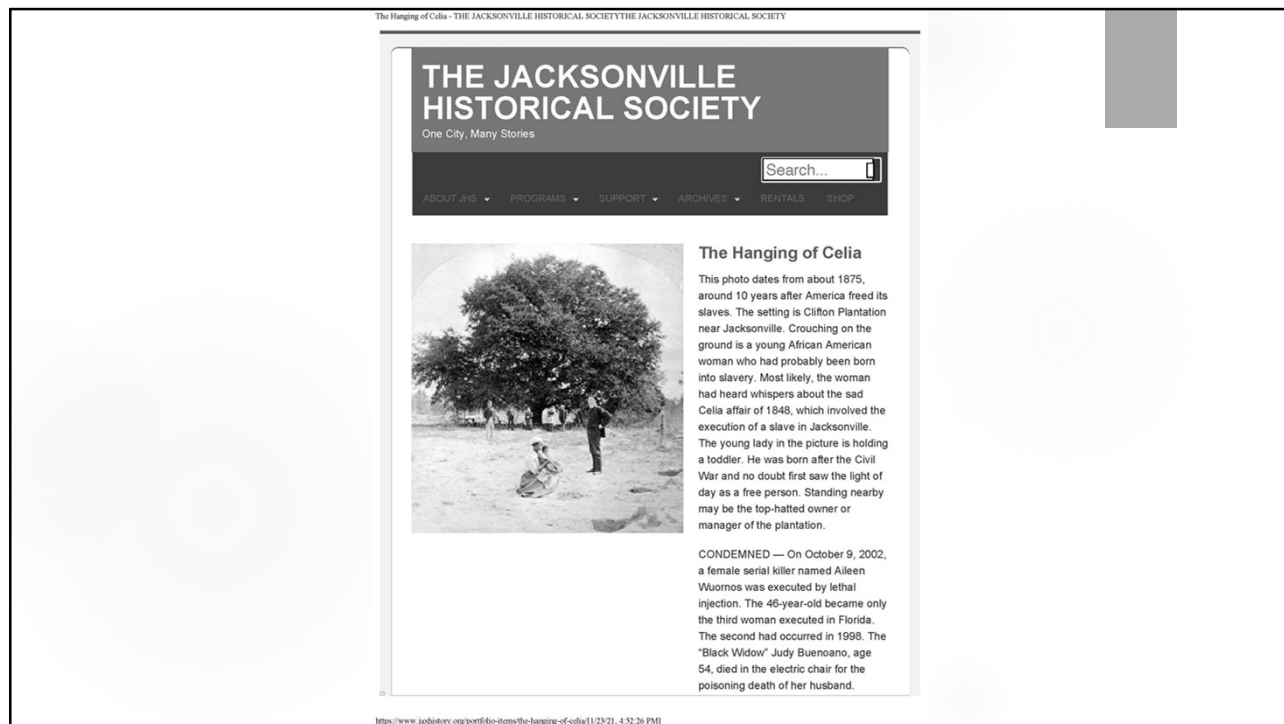 The Hanging of Celia - THE JACKSONVILLE HISTORICAL SOCIETYTHE JACKSONVILLE HISTORICAL SOCIETY
THE JACKSONVILLE
HISTORICAL SOCIETY
One City, Many Stories
Search...
ABOUT JHS PROGRAMS SUPPORT ARCHIVES RENTALS SHOP
The Hanging of Celia
This photo dates from about 1875,
around 10 years after America freed its
slaves. The setting is Clifton Plantation
near Jacksonville. Crouching on the
ground is a young African American
woman who had probably been born
into slavery. Most likely, the woman
had heard whispers about the sad
Celia affair of 1848, which involved the
execution of a slave in Jacksonville.
The young lady in the picture is holding
a toddler. He was born after the Civil
War and no doubt first saw the light of
day as a free person. Standing nearby
may be the top-hatted owner or
manager of the plantation.
CONDEMNED — On October 9, 2002,
a female serial killer named Aileen
Wuornos was executed by lethal
injection. The 46-year-old became only
the third woman executed in Florida.
The second had occurred in 1998. The
“Black Widow” Judy Buenoano, age
54, died in the electric chair for the
poisoning death of her husband.
https://www.jaxhistory.org/portfolio-items/the-hanging-of-celia/[1/23/21, 4:52:26 PM]